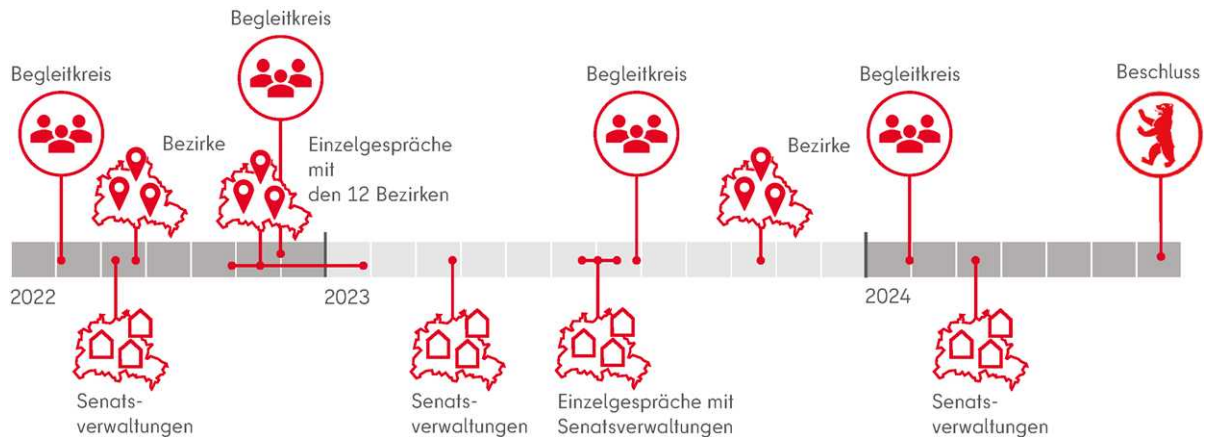 Begleitkreis
Begleitkreis
Begleitkreis
Begleitkreis
Beschluss
Bezirke
Einzelgespräche
mit
den 12 Bezirken
Bezirke
2022
2023
2024
Senats-
verwaltungen
Senats-
verwaltungen
Einzelgespräche mit
Senatsverwaltungen
Senats-
verwaltungen